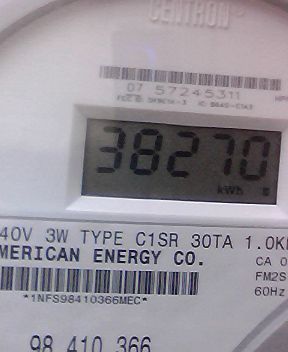 CENTRON
07 57245311
38270
kWh
40V 3W TYPE C1SR 30TA 1.0K
MERICAN ENERGY CO.
CA 0
FM2S
60Hz
*1NFS98410366MEC*
98 410 366